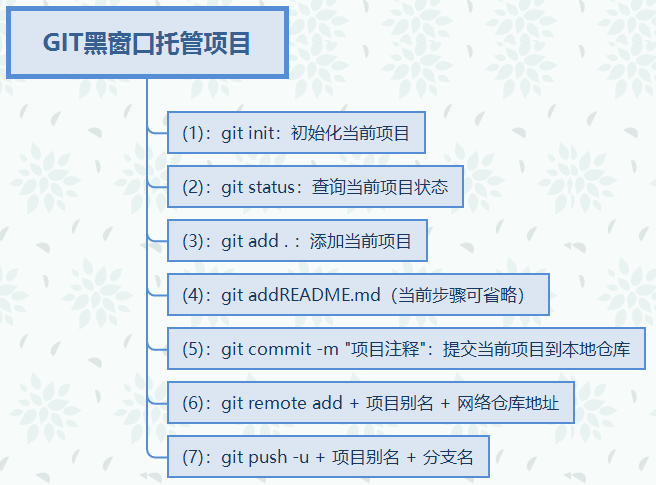 GIT黑窗口托管项目
(1)：git init：初始化当前项目
(2)：git status：查询当前项目状态
(3)：git add . ：添加当前项目
(4)：git addREADME.md（当前步骤可省略）
(5)：git commit -m "项目注释"：提交当前项目到本地仓库
(6)：git remote add + 项目别名 + 网络仓库地址
(7)：git push -u + 项目别名 + 分支名